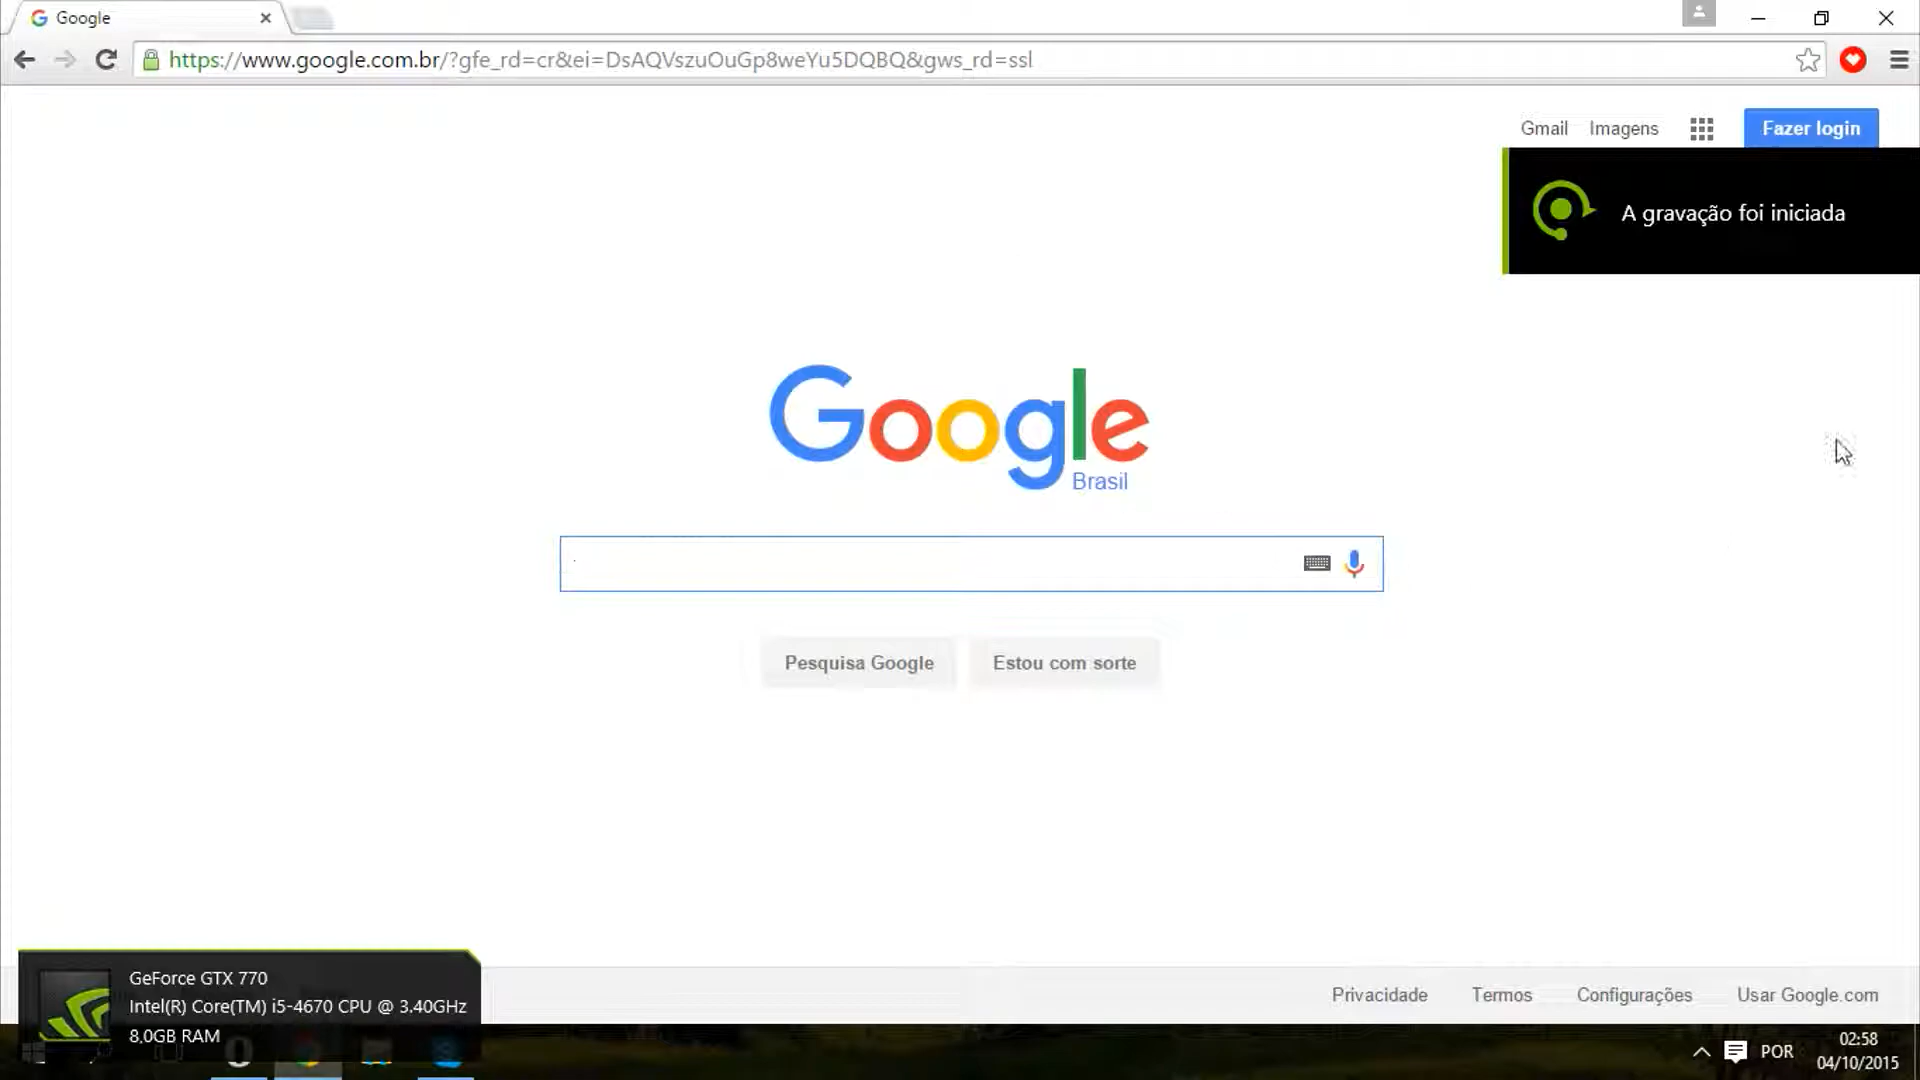 Google
https://www.google.com.br/?gfe_rd=cr&ei=DsAQVszuOuGp8weYu5DQBQ&gws_rd=ssl
Gmail Imagens Fazer login
A gravação foi iniciada
Google
Brasil
Pesquisa Google Estou com sorte
GeForce GTX 770
Intel(R) Core(TM) i5-4670 CPU @ 3.40GHz
8,0GB RAM
Privacidade Termos Configurações Usar Google.com
POR
02:58
04/10/2015